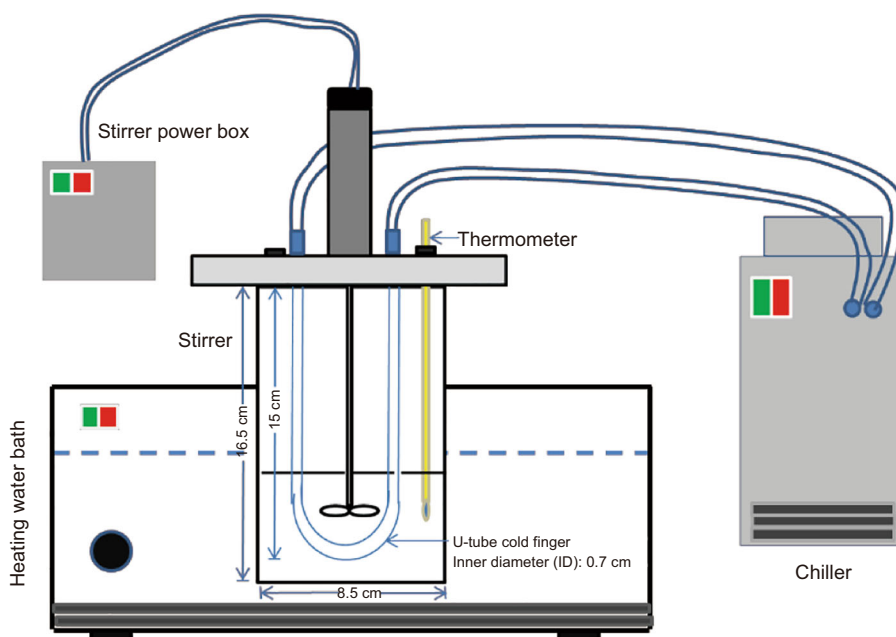 Stirrer power box
Thermometer
Stirrer
16.5 cm
15 cm
Heating water bath
U-tube cold finger
Inner diameter (ID): 0.7 cm
8.5 cm
Chiller